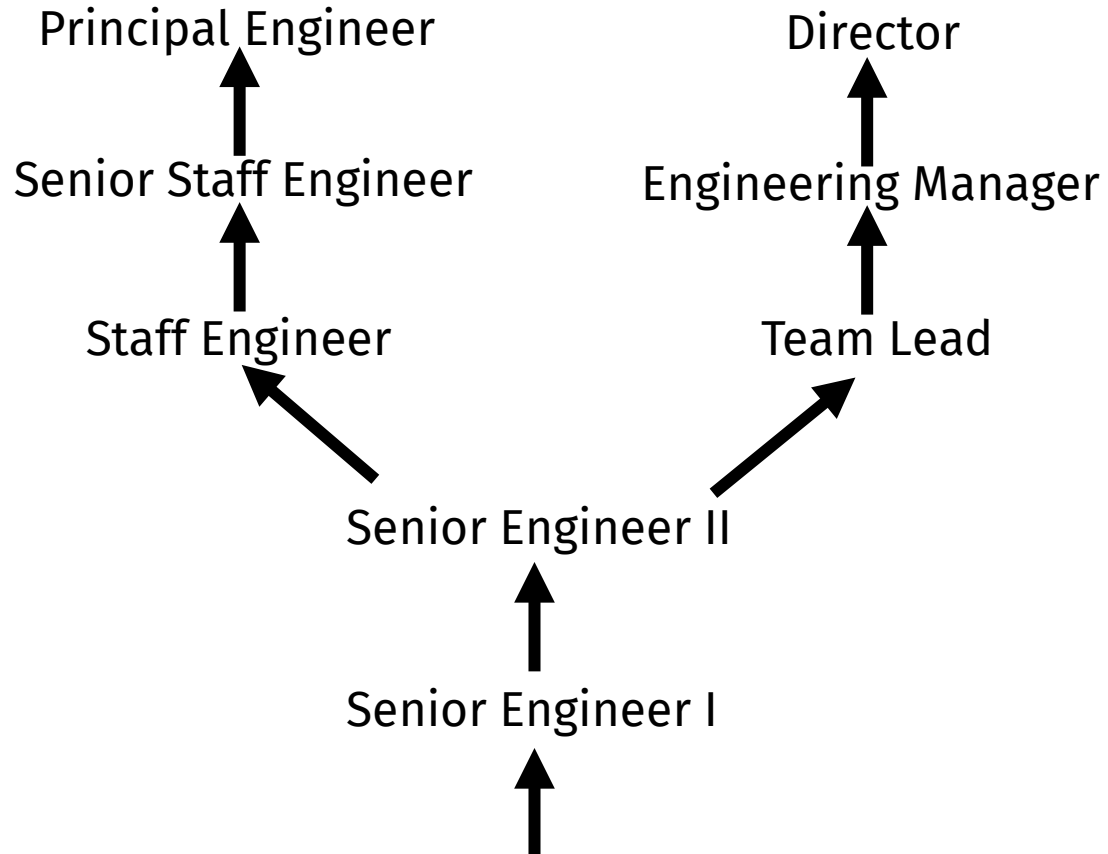 Principal Engineer
Director
Senior Staff Engineer
Engineering Manager
Staff Engineer
Team Lead
Senior Engineer II
Senior Engineer I